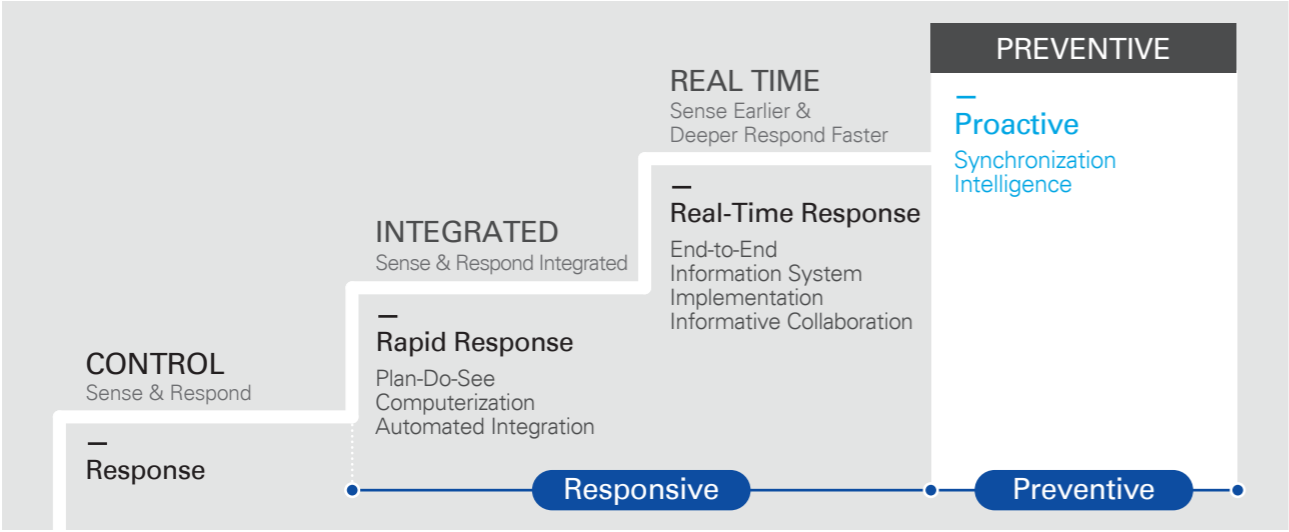 CONTROL
Sense & Respond
Response
INTEGRATED
Sense & Respond Integrated
Rapid Response
Plan-Do-See
Computerization
Automated Integration
REAL TIME
Sense Earlier &
Deeper Respond Faster
Real-Time Response
End-to-End
Information System
Implementation
Informative Collaboration
PREVENTIVE
Proactive
Synchronization
Intelligence
Responsive
Preventive